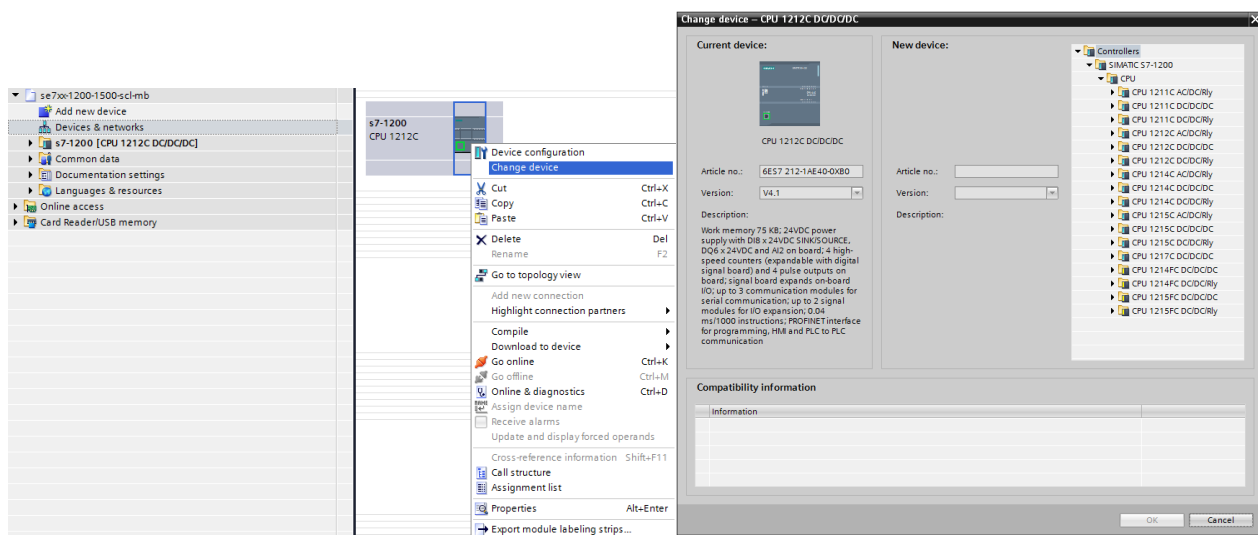 se7xx-1200-1500-scl-mb
Add new device
Devices & networks
s7-1200 [CPU 1212C DC/DC/DC]
Common data
Documentation settings
Languages & resources
Online access
Card Reader/USB memory
s7-1200
CPU 1212C
Device configuration
Change device
Cut Ctrl+X
Copy Ctrl+C
Paste Ctrl+V
Delete Del
Rename F2
Go to topology view
Add new connection
Highlight connection partners
Compile
Download to device
Go online Ctrl+K
Go offline Ctrl+M
Online & diagnostics Ctrl+D
Assign device name
Receive alarms
Update and display forced operands
Cross-reference information Shift+F11
Call structure
Assignment list
Properties Alt+Enter
Export module labeling strips...
Change device – CPU 1212C DC/DC/DC
Current device:
CPU 1212C DC/DC/DC
Article no.: 6ES7 212-1AE40-0XB0
Version: V4.1
Description:
Work memory 75 KB; 24VDC power
supply with DI8 x 24VDC SINK/SOURCE,
DQ6 x 24VDC and AI2 on board; 4 high-
speed counters (expandable with digital
signal board) and 4 pulse outputs on
board; signal board expands on-board
I/O; up to 3 communication modules for
serial communication; up to 2 signal
modules for I/O expansion; 0.04
ms/1000 instructions; PROFINET interface
for programming, HMI and PLC to PLC
communication
New device:
Article no.:
Version:
Description:
Controllers
SIMATIC S7-1200
CPU
CPU 1211C AC/DC/Rly
CPU 1211C DC/DC/DC
CPU 1211C DC/DC/Rly
CPU 1212C AC/DC/Rly
CPU 1212C DC/DC/DC
CPU 1212C DC/DC/Rly
CPU 1214C AC/DC/Rly
CPU 1214C DC/DC/DC
CPU 1214C DC/DC/Rly
CPU 1215C AC/DC/Rly
CPU 1215C DC/DC/DC
CPU 1215C DC/DC/Rly
CPU 1217C DC/DC/DC
CPU 1214FC DC/DC/DC
CPU 1214FC DC/DC/Rly
CPU 1215FC DC/DC/DC
CPU 1215FC DC/DC/Rly
Compatibility information
Information
OK
Cancel